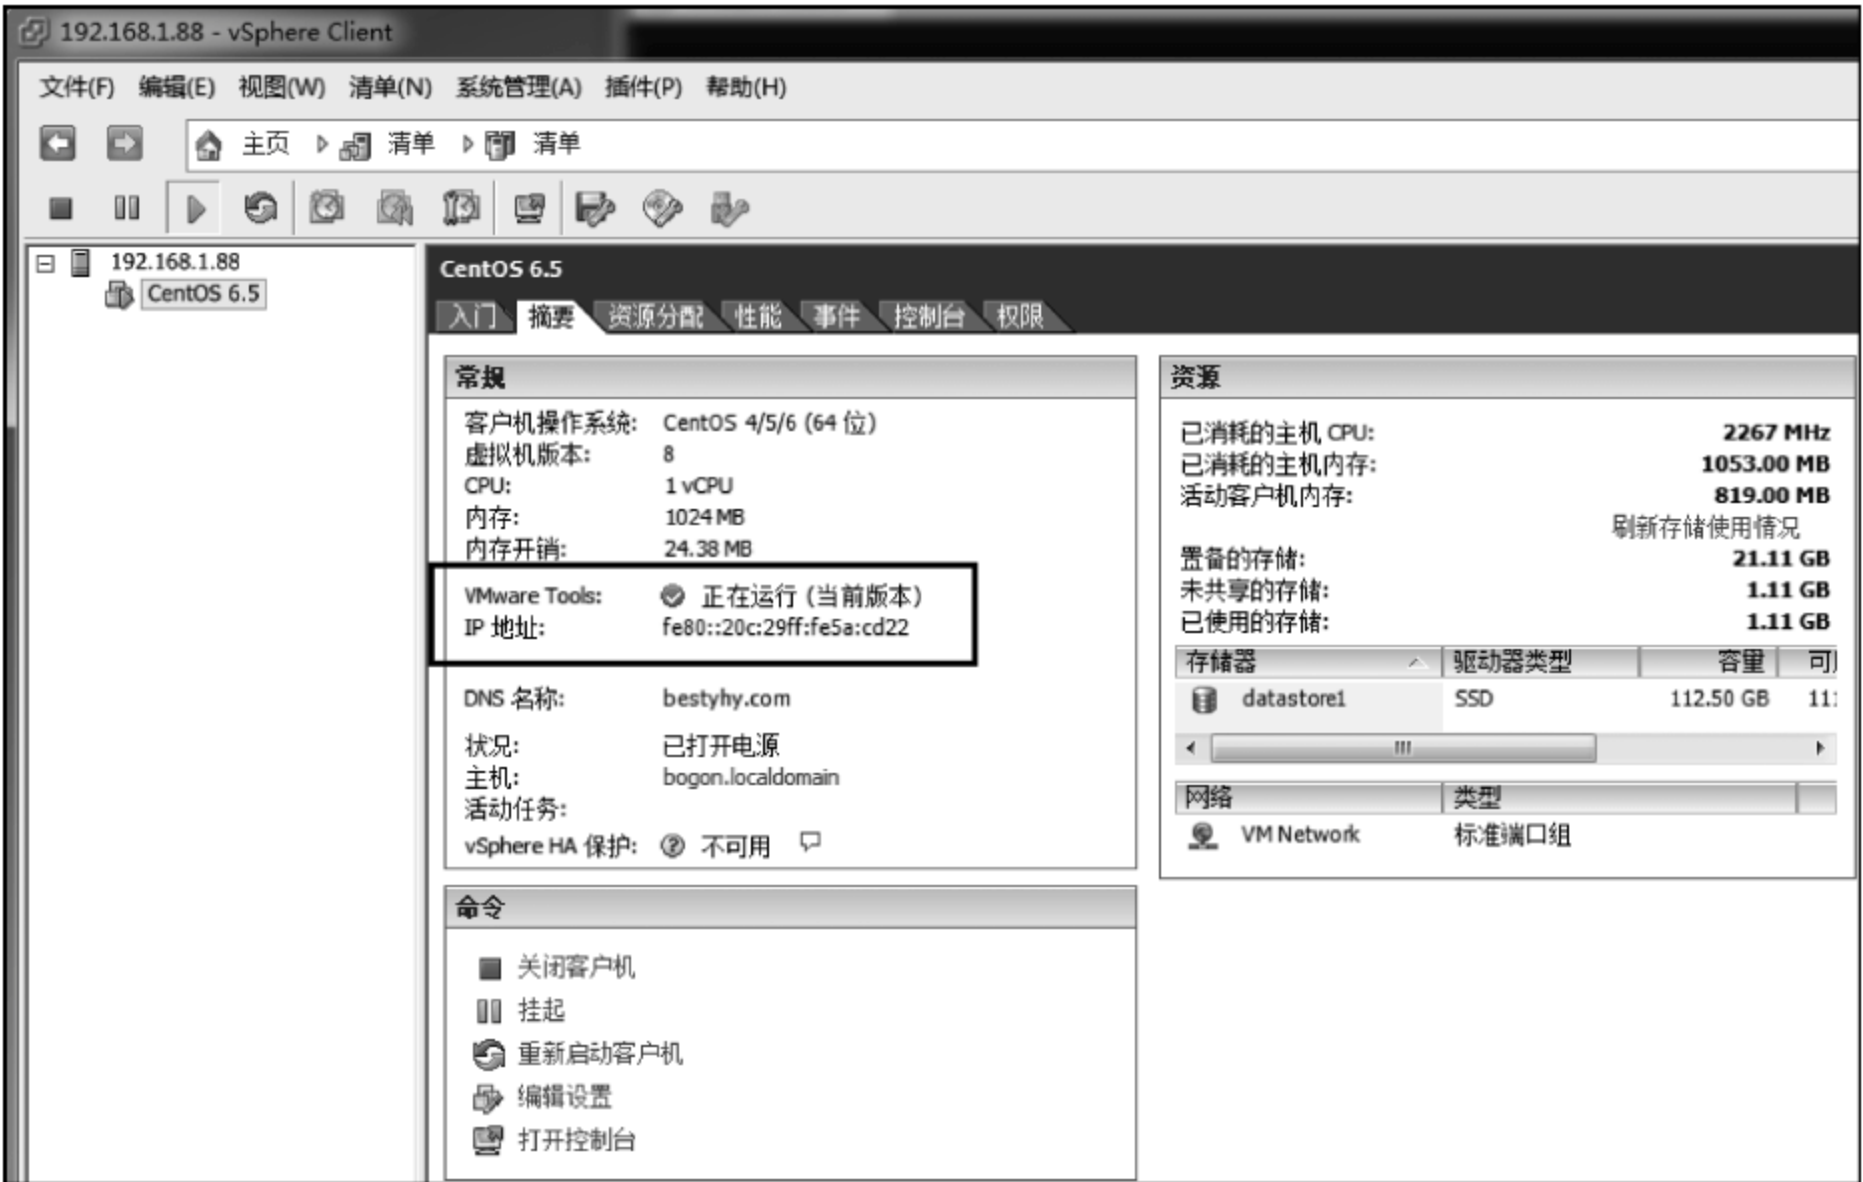 192.168.1.88 - vSphere Client
文件(F) 编辑(E) 视图(W) 清单(N) 系统管理(A) 插件(P) 帮助(H)
主页 清单 清单
192.168.1.88
CentOS 6.5
CentOS 6.5
入门 摘要 资源分配 性能 事件 控制台 权限
常规
客户机操作系统: CentOS 4/5/6 (64 位)
虚拟机版本: 8
CPU: 1 vCPU
内存: 1024 MB
内存开销: 24.38 MB
VMware Tools: 正在运行 (当前版本)
IP 地址: fe80::20c:29ff:fe5a:cd22
DNS 名称: bestyhy.com
状况: 已打开电源
主机: bogon.localdomain
活动任务:
vSphere HA 保护: 不可用
命令
关闭客户机
挂起
重新启动客户机
编辑设置
打开控制台
资源
已消耗的主机 CPU: 2267 MHz
已消耗的主机内存: 1053.00 MB
活动客户机内存: 819.00 MB
刷新存储使用情况
置备的存储: 21.11 GB
未共享的存储: 1.11 GB
已使用的存储: 1.11 GB
存储器 驱动器类型 容量
datastore1 SSD 112.50 GB
网络 类型
VM Network 标准端口组